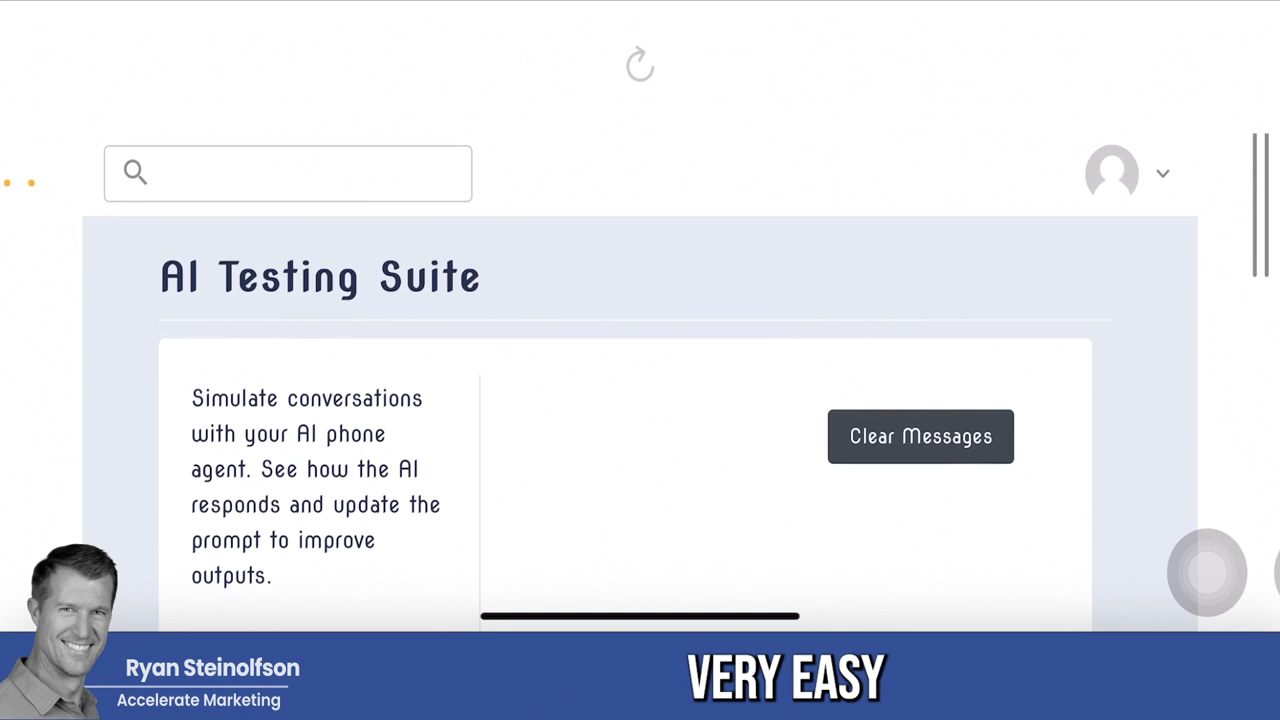 AI Testing Suite
Simulate conversations
with your AI phone
agent. See how the AI
responds and update the
prompt to improve
outputs.
Clear Messages
Ryan Steinolfson
Accelerate Marketing
VERY EASY